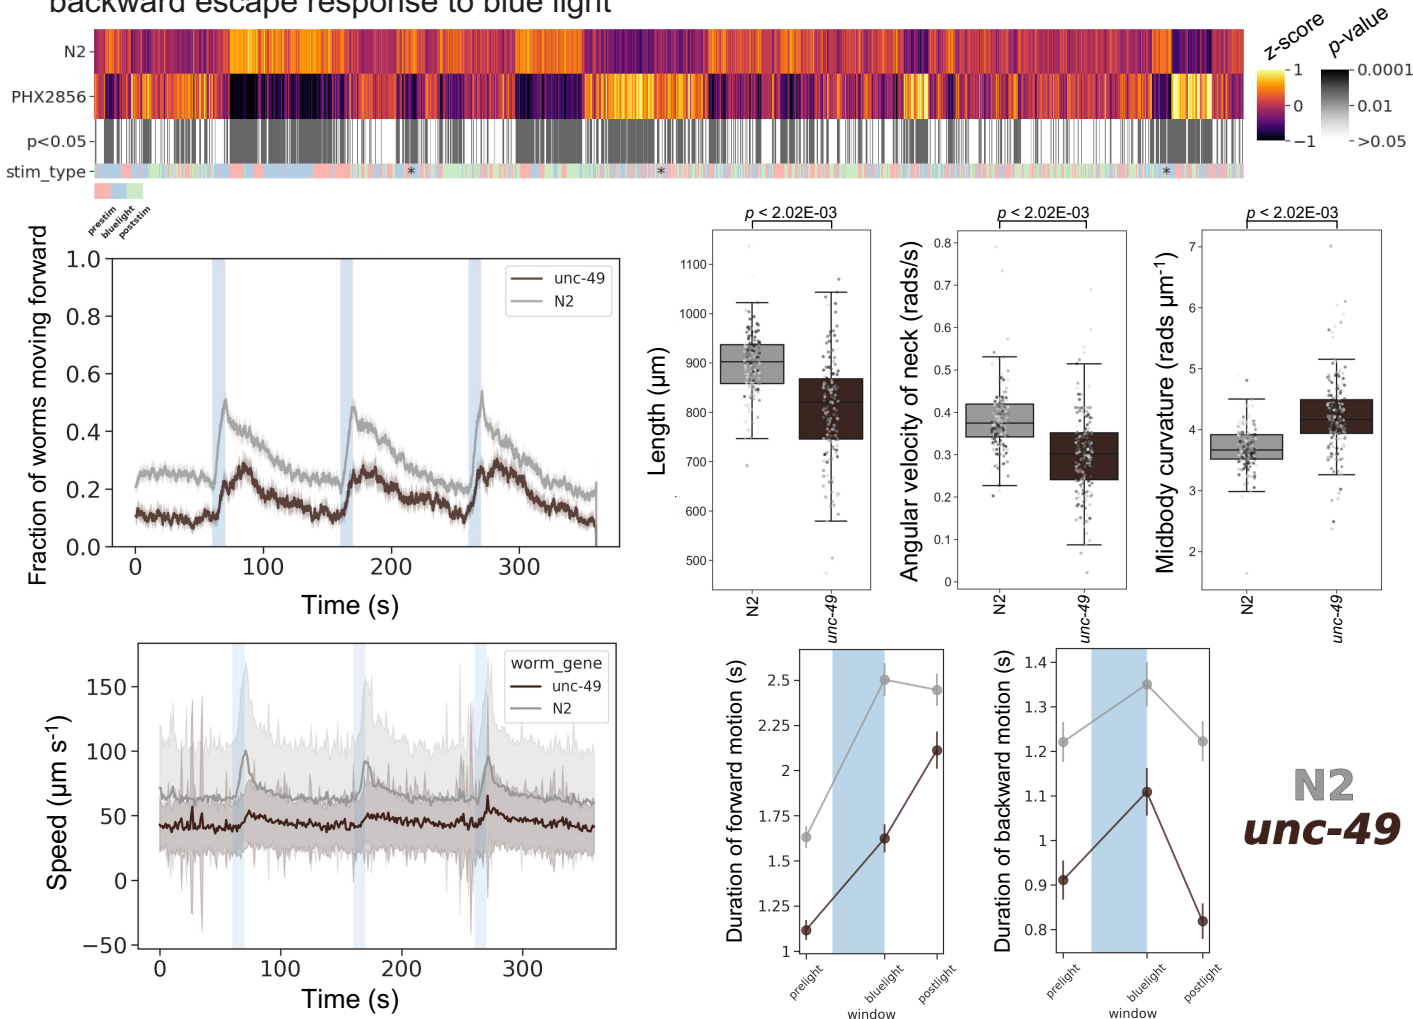 backward escape response to blue light
N2
PHX2856
p<0.05
stim_type
* * *
prestim
bluelight
poststim
z-score
1
0
−1
p-value
0.0001
0.01
>0.05
Fraction of worms moving forward
1.0
0.8
0.6
0.4
0.2
0.0
unc-49
N2
0 100 200 300
Time (s)
p < 2.02E-03
Length (µm)
1100
1000
900
800
700
600
500
N2
unc-49
p < 2.02E-03
Angular velocity of neck (rads/s)
0.8
0.7
0.6
0.5
0.4
0.3
0.2
0.1
0
N2
unc-49
p < 2.02E-03
Midbody curvature (rads µm-1)
7
6
5
4
3
2
N2
unc-49
Speed (µm s-1)
150
100
50
0
−50
worm_gene
unc-49
N2
0 100 200 300
Time (s)
Duration of forward motion (s)
2.5
2.25
2
1.75
1.5
1.25
1
prelight
bluelight
postlight
window
Duration of backward motion (s)
1.4
1.3
1.2
1.1
1
0.9
0.8
prelight
bluelight
postlight
window
N2
unc-49